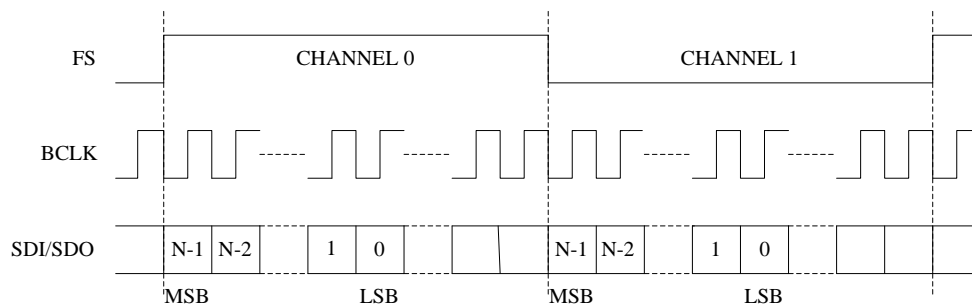 FS CHANNEL 0 CHANNEL 1
BCLK
SDI/SDO N-1 N-2 1 0 N-1 N-2 1 0
MSB LSB MSB LSB